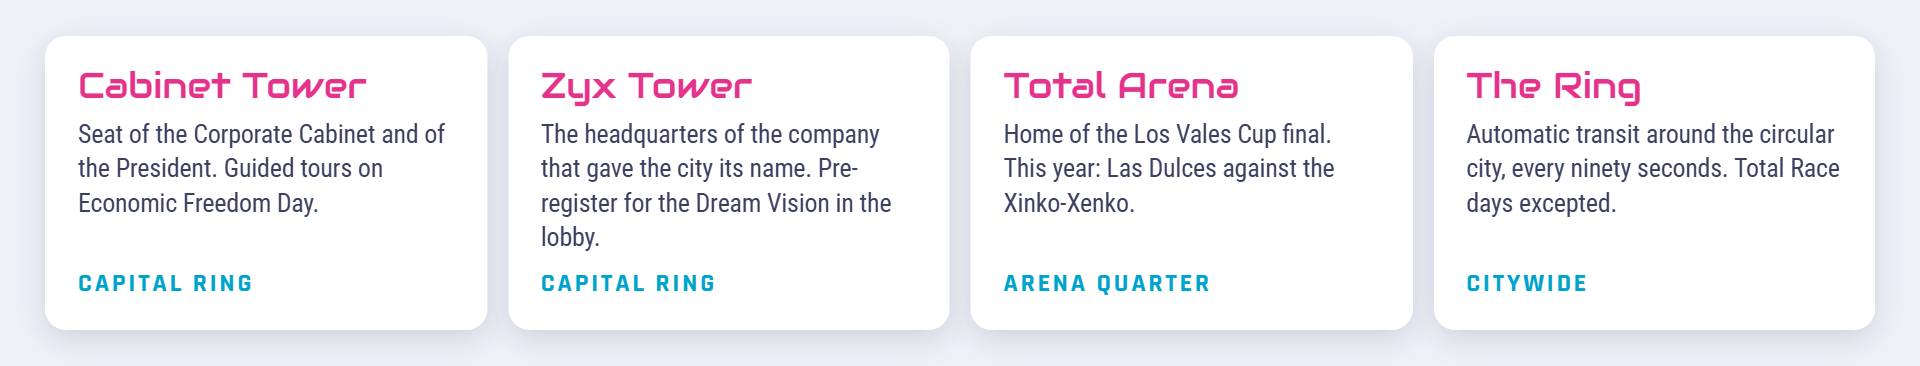 Cabinet Tower
Seat of the Corporate Cabinet and of
the President. Guided tours on
Economic Freedom Day.
CAPITAL RING
Zyx Tower
The headquarters of the company
that gave the city its name. Pre-
register for the Dream Vision in the
lobby.
CAPITAL RING
Total Arena
Home of the Los Vales Cup final.
This year: Las Dulces against the
Xinko-Xenko.
ARENA QUARTER
The Ring
Automatic transit around the circular
city, every ninety seconds. Total Race
days excepted.
CITYWIDE